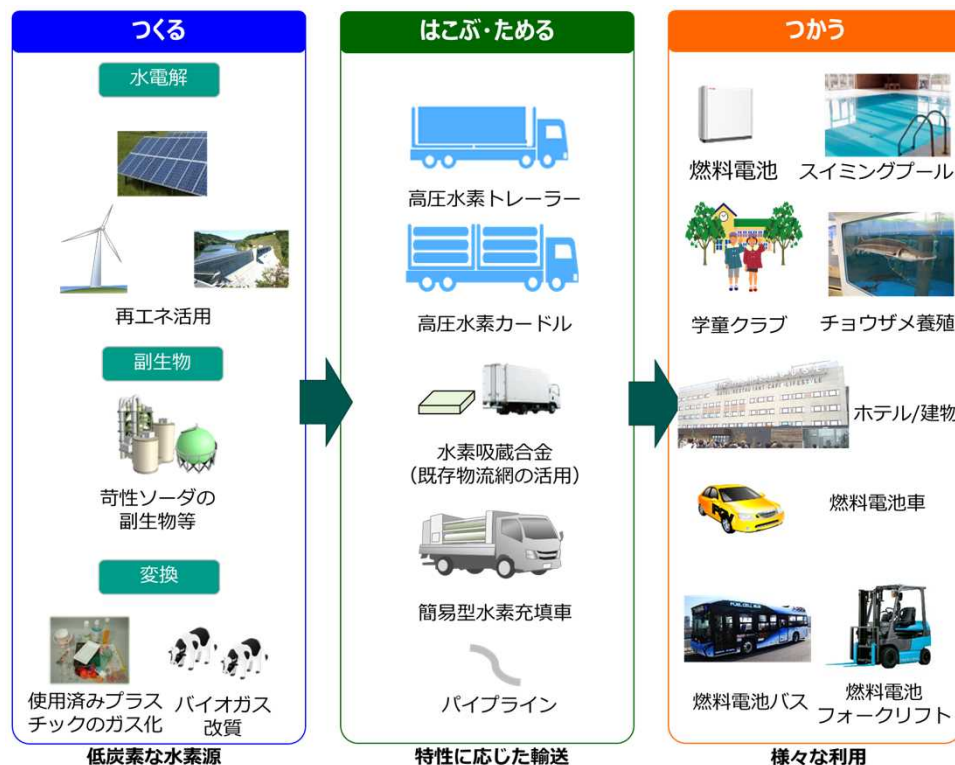 つくる
水電解
再エネ活用
副生物
苛性ソーダの
副生物等
変換
使用済みプラス
チックのガス化
バイオガス
改質
低炭素な水素源
はこぶ・ためる
高圧水素トレーラー
高圧水素カードル
水素吸蔵合金
（既存物流網の活用）
簡易型水素充填車
パイプライン
特性に応じた輸送
つかう
燃料電池
スイミングプール
学童クラブ
チョウザメ養殖
ホテル/建物
燃料電池車
FUEL CELL BUS
燃料電池バス
燃料電池
フォークリフト
様々な利用